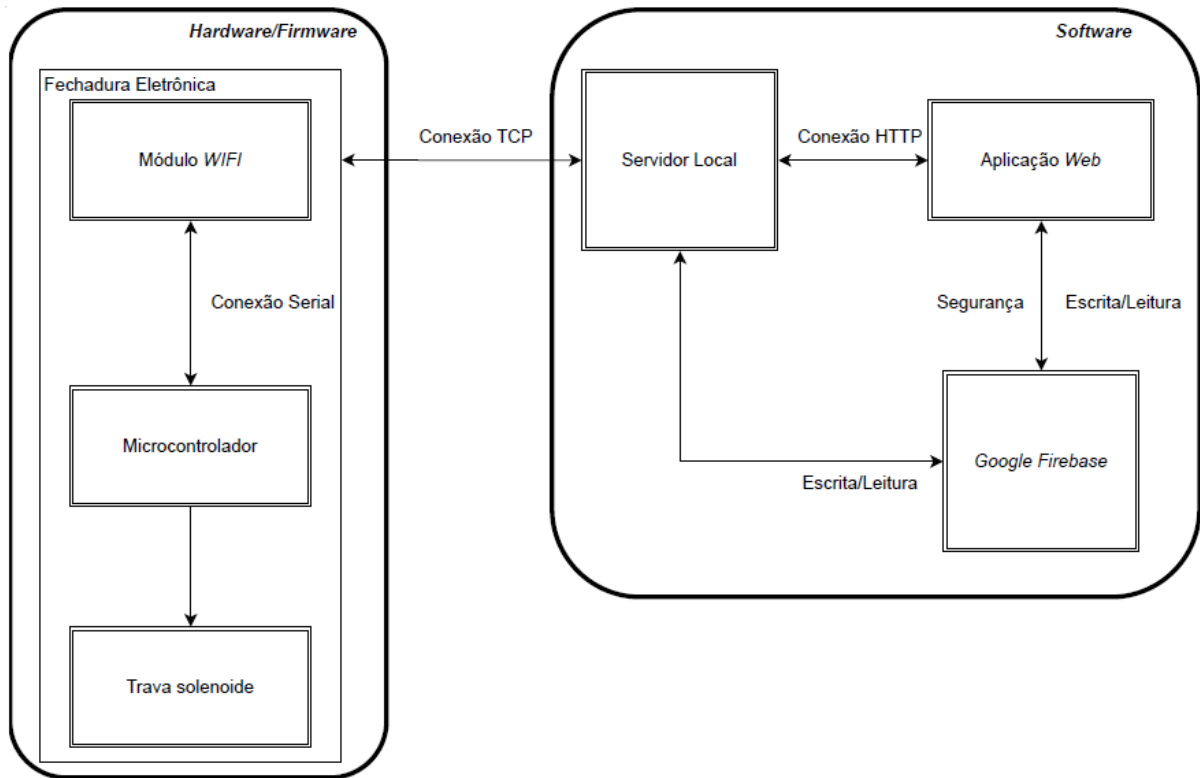 Hardware/Firmware
Fechadura Eletrônica
Módulo WIFI
Conexão Serial
Microcontrolador
Trava solenoide
Conexão TCP
Software
Servidor Local
Conexão HTTP
Aplicação Web
Segurança
Escrita/Leitura
Google Firebase
Escrita/Leitura